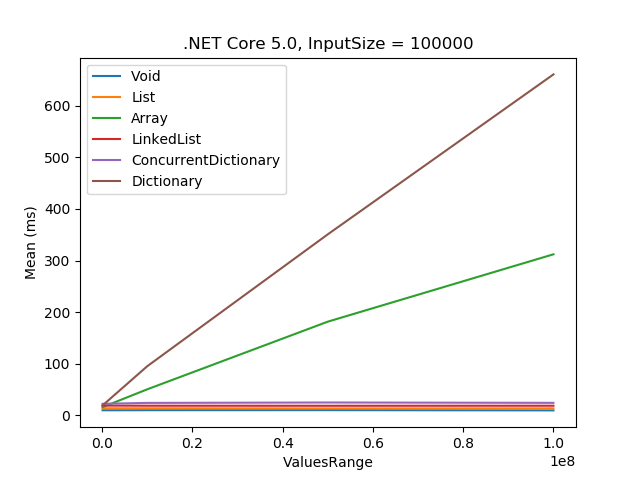 .NET Core 5.0, InputSize = 100000
Void
List
Array
LinkedList
ConcurrentDictionary
Dictionary
Mean (ms)
600
500
400
300
200
100
0
0.0 0.2 0.4 0.6 0.8 1.0
1e8
ValuesRange